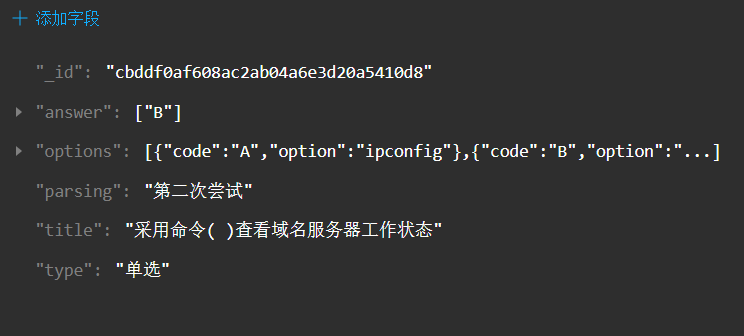 + 添加字段
"_id": "cbddf0af608ac2ab04a6e3d20a5410d8"
"answer": ["B"]
"options": [{"code":"A","option":"ipconfig"},{"code":"B","option":"...]
"parsing": "第二次尝试"
"title": "采用命令( )查看域名服务器工作状态"
"type": "单选"